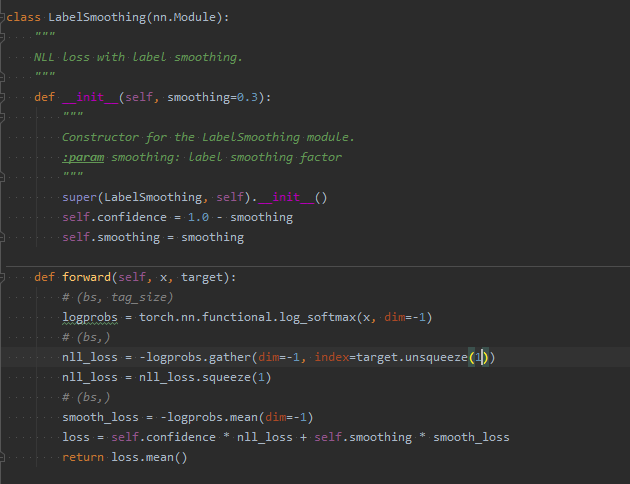 class LabelSmoothing(nn.Module):
    """
    NLL loss with label smoothing.
    """
    def __init__(self, smoothing=0.3):
        """
        Constructor for the LabelSmoothing module.
        :param smoothing: label smoothing factor
        """
        super(LabelSmoothing, self).__init__()
        self.confidence = 1.0 - smoothing
        self.smoothing = smoothing

    def forward(self, x, target):
        # (bs, tag_size)
        logprobs = torch.nn.functional.log_softmax(x, dim=-1)
        # (bs,)
        nll_loss = -logprobs.gather(dim=-1, index=target.unsqueeze(1))
        nll_loss = nll_loss.squeeze(1)
        # (bs,)
        smooth_loss = -logprobs.mean(dim=-1)
        loss = self.confidence * nll_loss + self.smoothing * smooth_loss
        return loss.mean()